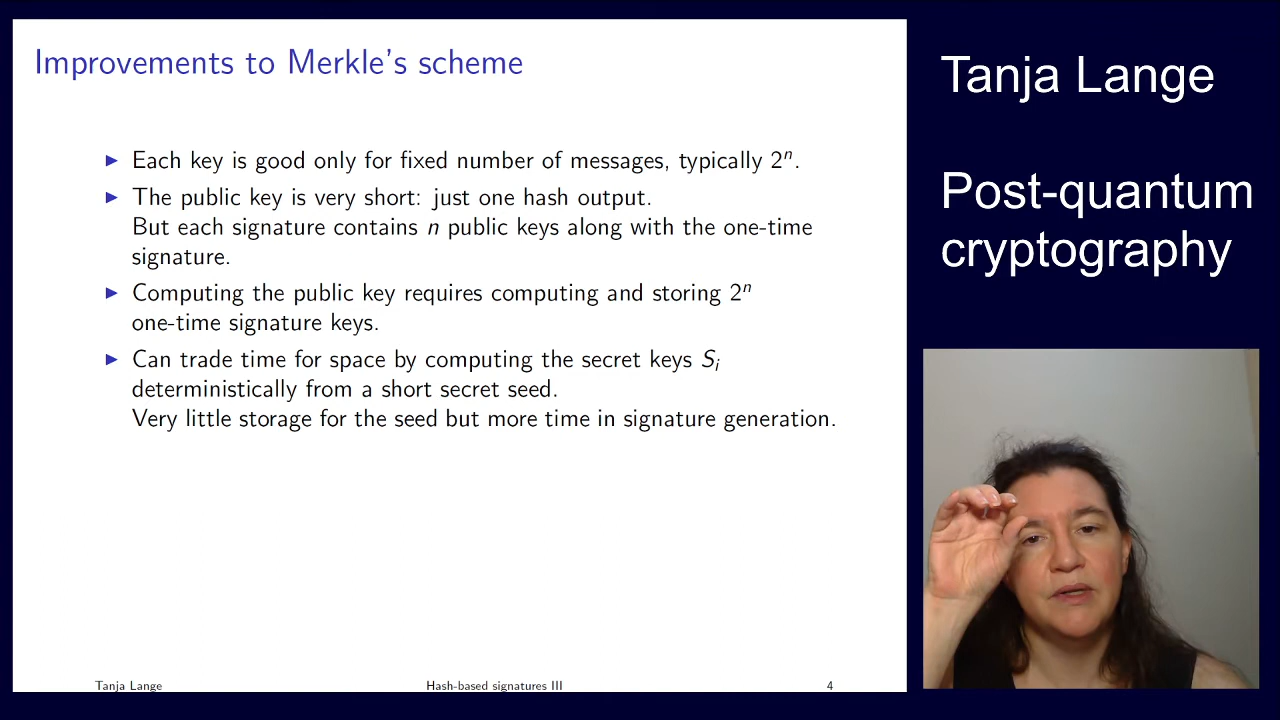 Improvements to Merkle's scheme
▶ Each key is good only for fixed number of messages, typically 2ⁿ.
▶ The public key is very short: just one hash output.
But each signature contains n public keys along with the one-time
signature.
▶ Computing the public key requires computing and storing 2ⁿ
one-time signature keys.
▶ Can trade time for space by computing the secret keys Sᵢ
deterministically from a short secret seed.
Very little storage for the seed but more time in signature generation.
Tanja Lange
Hash-based signatures III
4
Tanja Lange
Post-quantum
cryptography